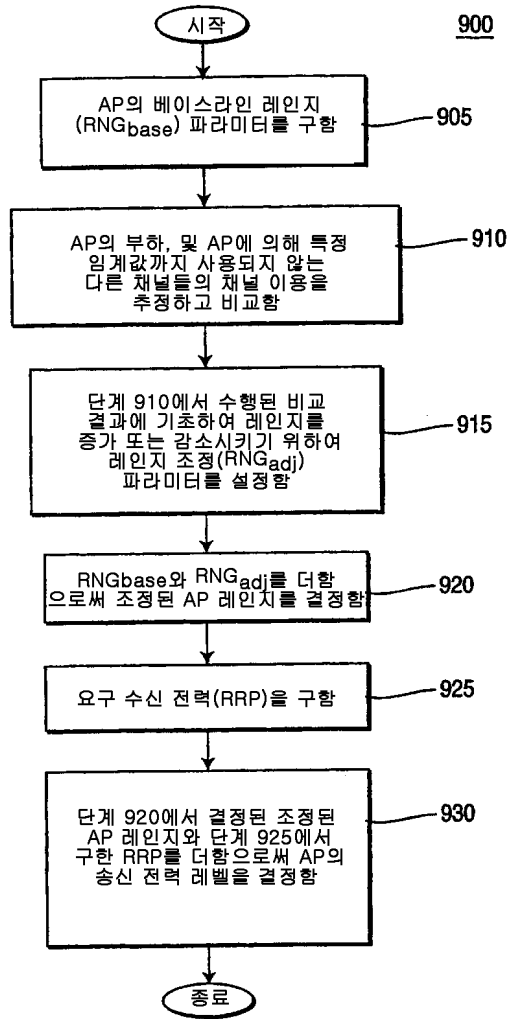 시작
900
AP의 베이스라인 레인지
(RNGbase) 파라미터를 구함
905
AP의 부하, 및 AP에 의해 특정
임계값까지 사용되지 않는
다른 채널들의 채널 이용을
추정하고 비교함
910
단계 910에서 수행된 비교
결과에 기초하여 레인지를
증가 또는 감소시키기 위하여
레인지 조정(RNGadj)
파라미터를 설정함
915
RNGbase와 RNGadj를 더함
으로써 조정된 AP 레인지를 결정함
920
요구 수신 전력(RRP)을 구함
925
단계 920에서 결정된 조정된
AP 레인지와 단계 925에서
구한 RRP를 더함으로써 AP의
송신 전력 레벨을 결정함
930
종료